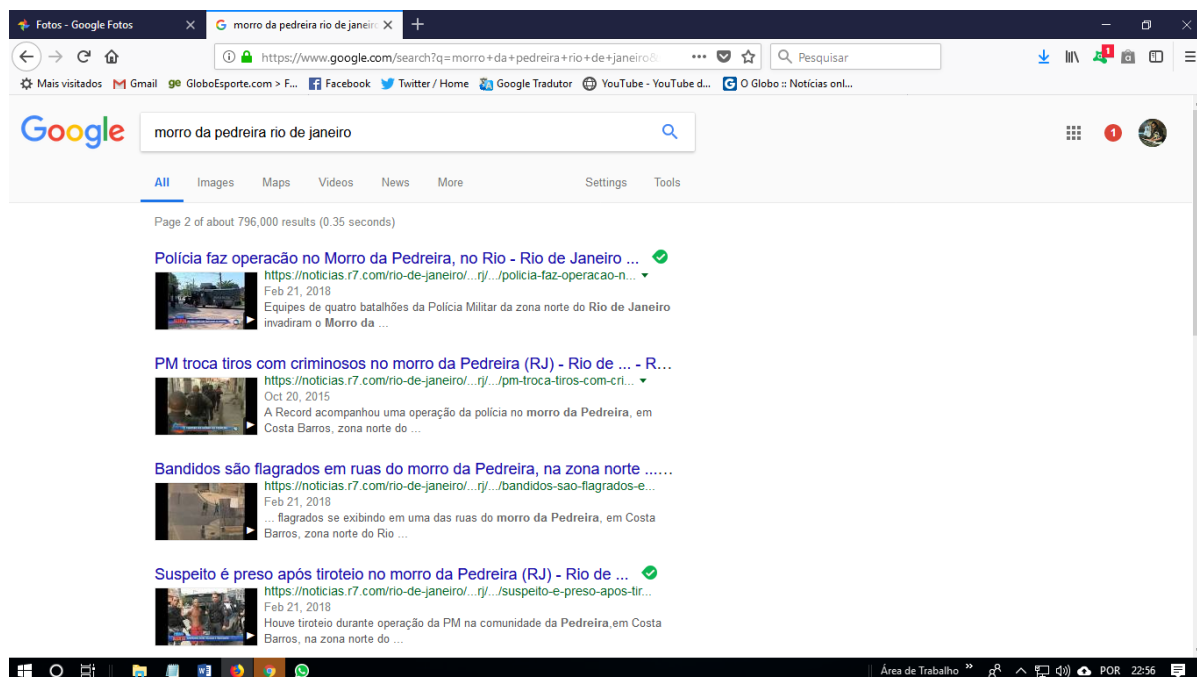 Fotos - Google Fotos
morro da pedreira rio de janeiro
https://www.google.com/search?q=morro+da+pedreira+rio+de+janeiro&
Pesquisar
1
Mais visitados
Gmail
GloboEsporte.com > F...
Facebook
Twitter / Home
Google Tradutor
YouTube - YouTube d...
O Globo :: Notícias onl...
Google
morro da pedreira rio de janeiro
1
All
Images
Maps
Videos
News
More
Settings
Tools
Page 2 of about 796,000 results (0.35 seconds)
Polícia faz operacão no Morro da Pedreira, no Rio - Rio de Janeiro ...
https://noticias.r7.com/rio-de-janeiro/...rj/.../policia-faz-operacao-n...
Feb 21, 2018
Equipes de quatro batalhões da Polícia Militar da zona norte do Rio de Janeiro
invadiram o Morro da ...
PM troca tiros com criminosos no morro da Pedreira (RJ) - Rio de ... - R...
https://noticias.r7.com/rio-de-janeiro/...rj/.../pm-troca-tiros-com-cri...
Oct 20, 2015
A Record acompanhou uma operação da polícia no morro da Pedreira, em
Costa Barros, zona norte do ...
Bandidos são flagrados em ruas do morro da Pedreira, na zona norte ......
https://noticias.r7.com/rio-de-janeiro/...rj/.../bandidos-sao-flagrados-e...
Feb 21, 2018
... flagrados se exibindo em uma das ruas do morro da Pedreira, em Costa
Barros, zona norte do Rio ...
Suspeito é preso após tiroteio no morro da Pedreira (RJ) - Rio de ...
https://noticias.r7.com/rio-de-janeiro/...rj/.../suspeito-e-preso-apos-tir...
Feb 21, 2018
Houve tiroteio durante operação da PM na comunidade da Pedreira,em Costa
Barros, na zona norte do ...
Área de Trabalho
POR
22:56